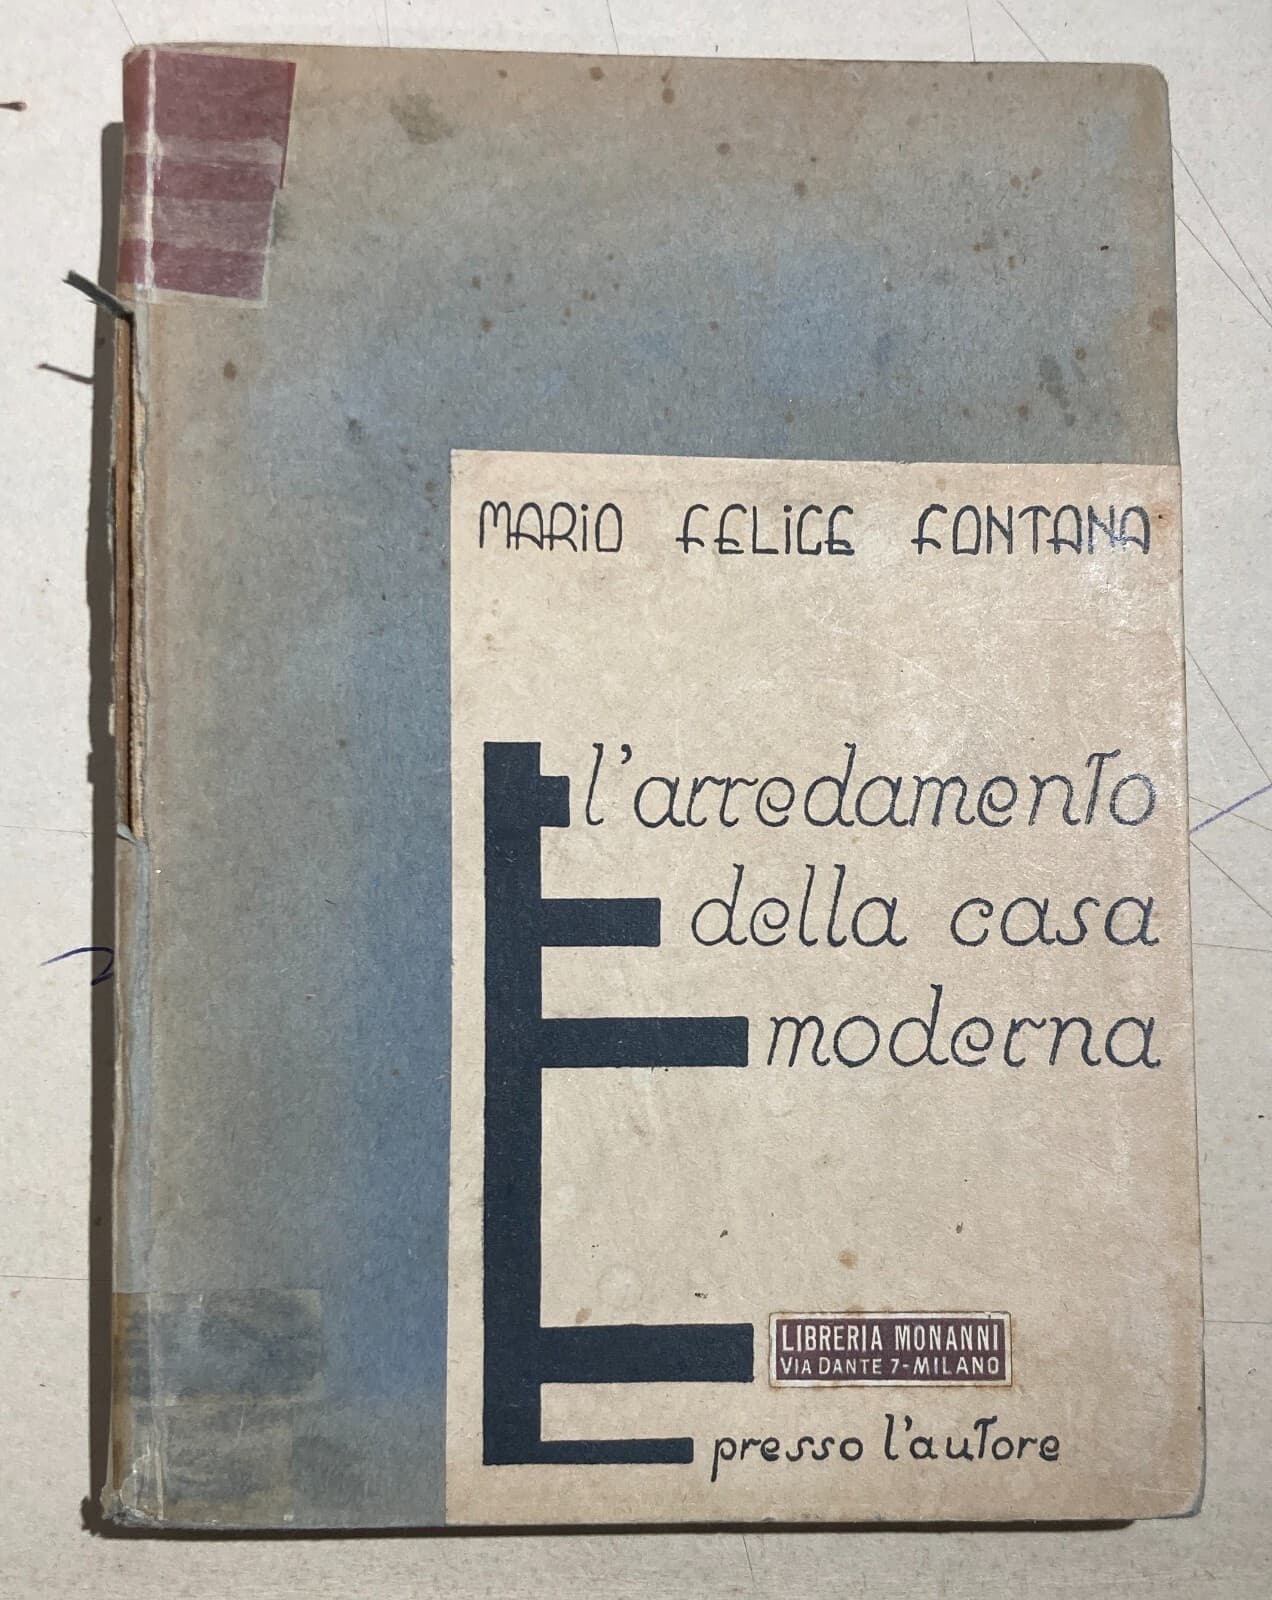 MARiO FELiCE FONTANA
l'arredamento
della casa
moderna
LIBRERIA MONANNI
VIA DANTE 7-MILANO
presso l'autore